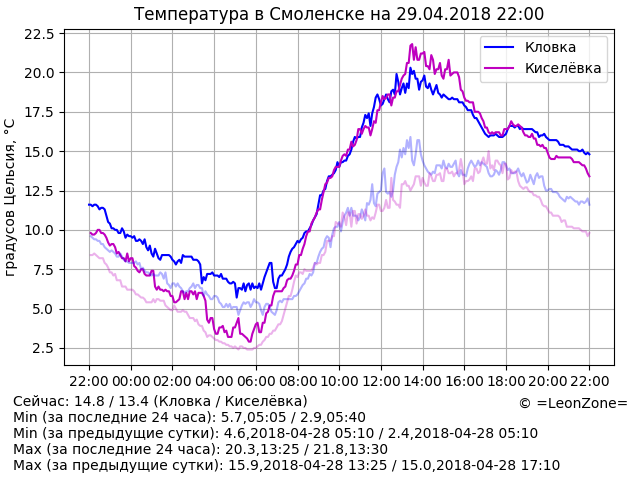 Температура в Смоленске на 29.04.2018 22:00
градусов Цельсия, °C
22.5
20.0
17.5
15.0
12.5
10.0
7.5
5.0
2.5
Кловка
Киселёвка
22:00 00:00 02:00 04:00 06:00 08:00 10:00 12:00 14:00 16:00 18:00 20:00 22:00
Сейчас: 14.8 / 13.4 (Кловка / Киселёвка)
© =LeonZone=
Min (за последние 24 часа): 5.7,05:05 / 2.9,05:40
Min (за предыдущие сутки): 4.6,2018-04-28 05:10 / 2.4,2018-04-28 05:10
Max (за последние 24 часа): 20.3,13:25 / 21.8,13:30
Max (за предыдущие сутки): 15.9,2018-04-28 13:25 / 15.0,2018-04-28 17:10